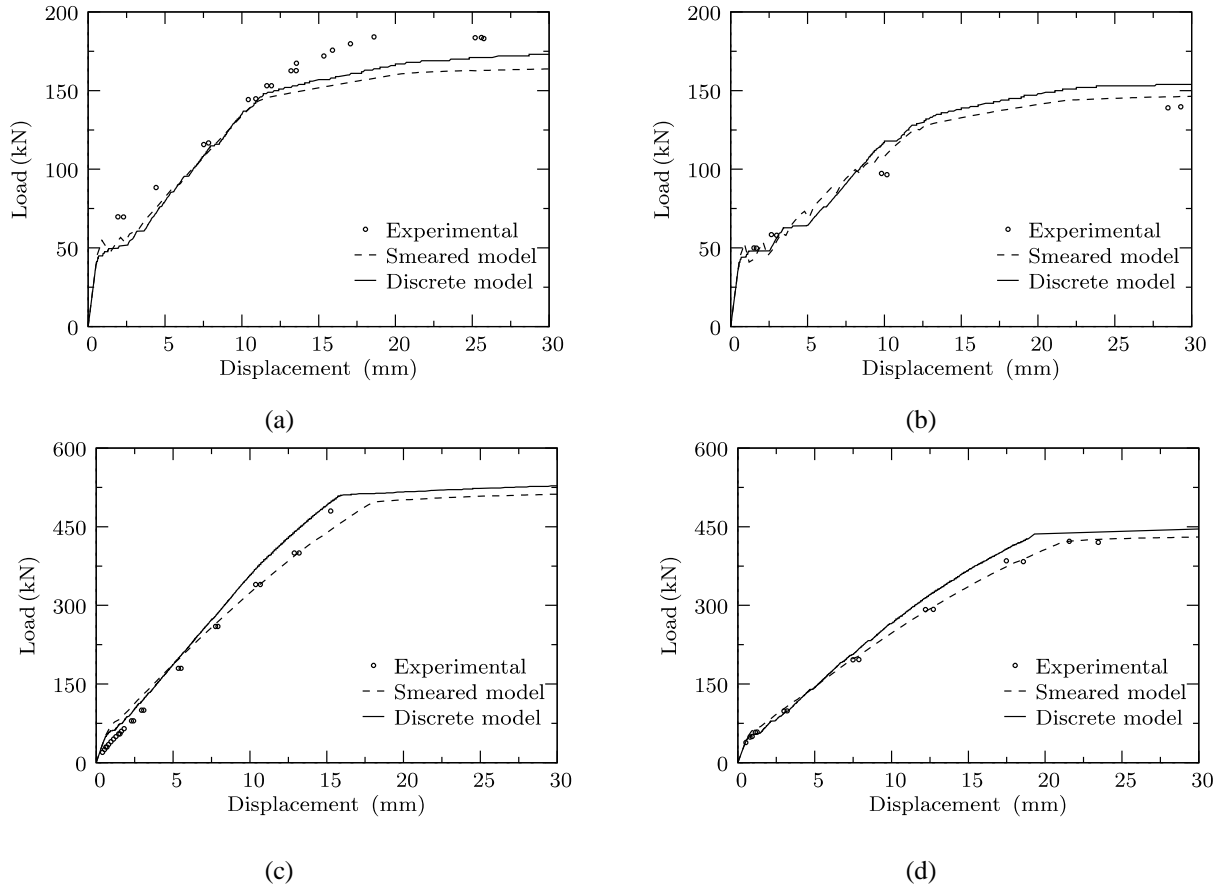 200
150
100
50
0
Load (kN)
Experimental
Smeared model
Discrete model
0 5 10 15 20 25 30
Displacement (mm)
(a)
200
150
100
50
0
Load (kN)
Experimental
Smeared model
Discrete model
0 5 10 15 20 25 30
Displacement (mm)
(b)
600
450
300
150
0
Load (kN)
Experimental
Smeared model
Discrete model
0 5 10 15 20 25 30
Displacement (mm)
(c)
600
450
300
150
0
Load (kN)
Experimental
Smeared model
Discrete model
0 5 10 15 20 25 30
Displacement (mm)
(d)